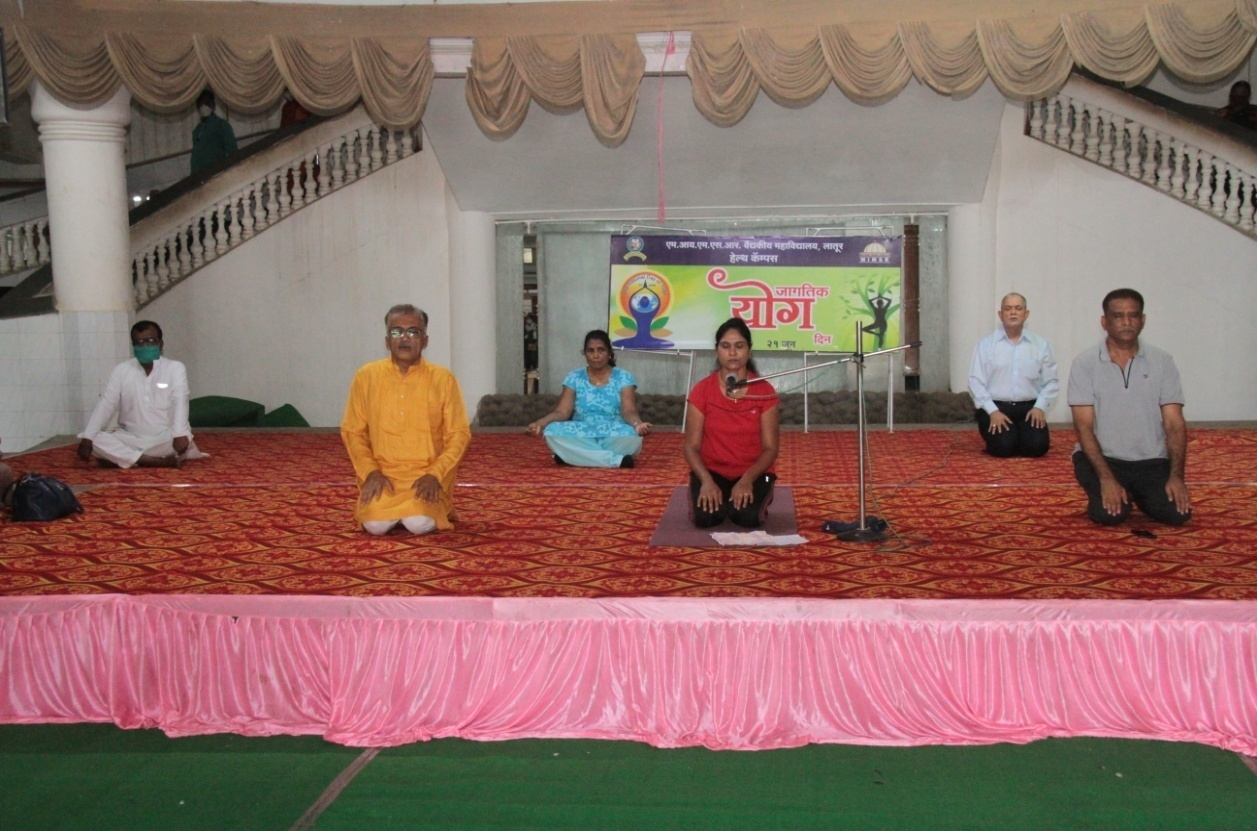 एम.आय.एम.एस.आर. वैद्यकीय महाविद्यालय, लातूर
हेल्थ कॅम्पस
MIMSR
जागतिक
योग
दिन
२१ जून